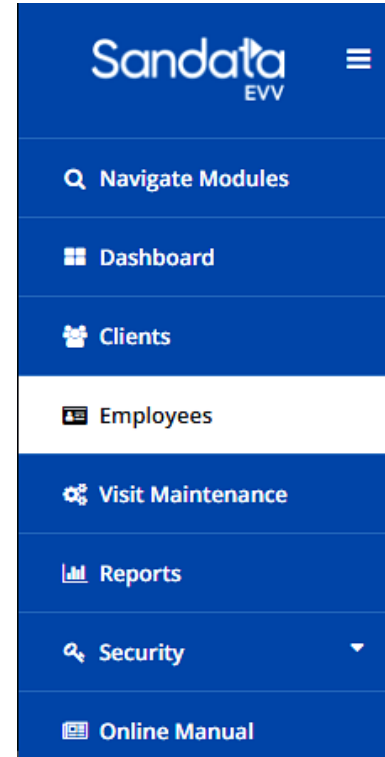 Sandata
EVV
Navigate Modules
Dashboard
Clients
Employees
Visit Maintenance
Reports
Security
Online Manual